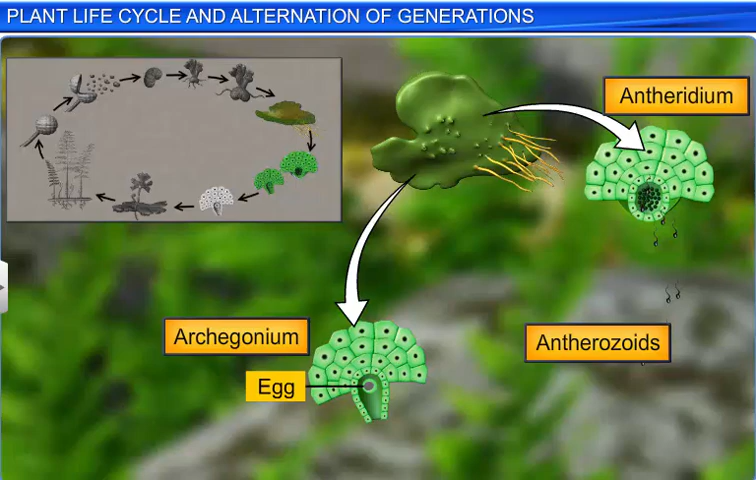 PLANT LIFE CYCLE AND ALTERNATION OF GENERATIONS
Antheridium
Archegonium
Antherozoids
Egg